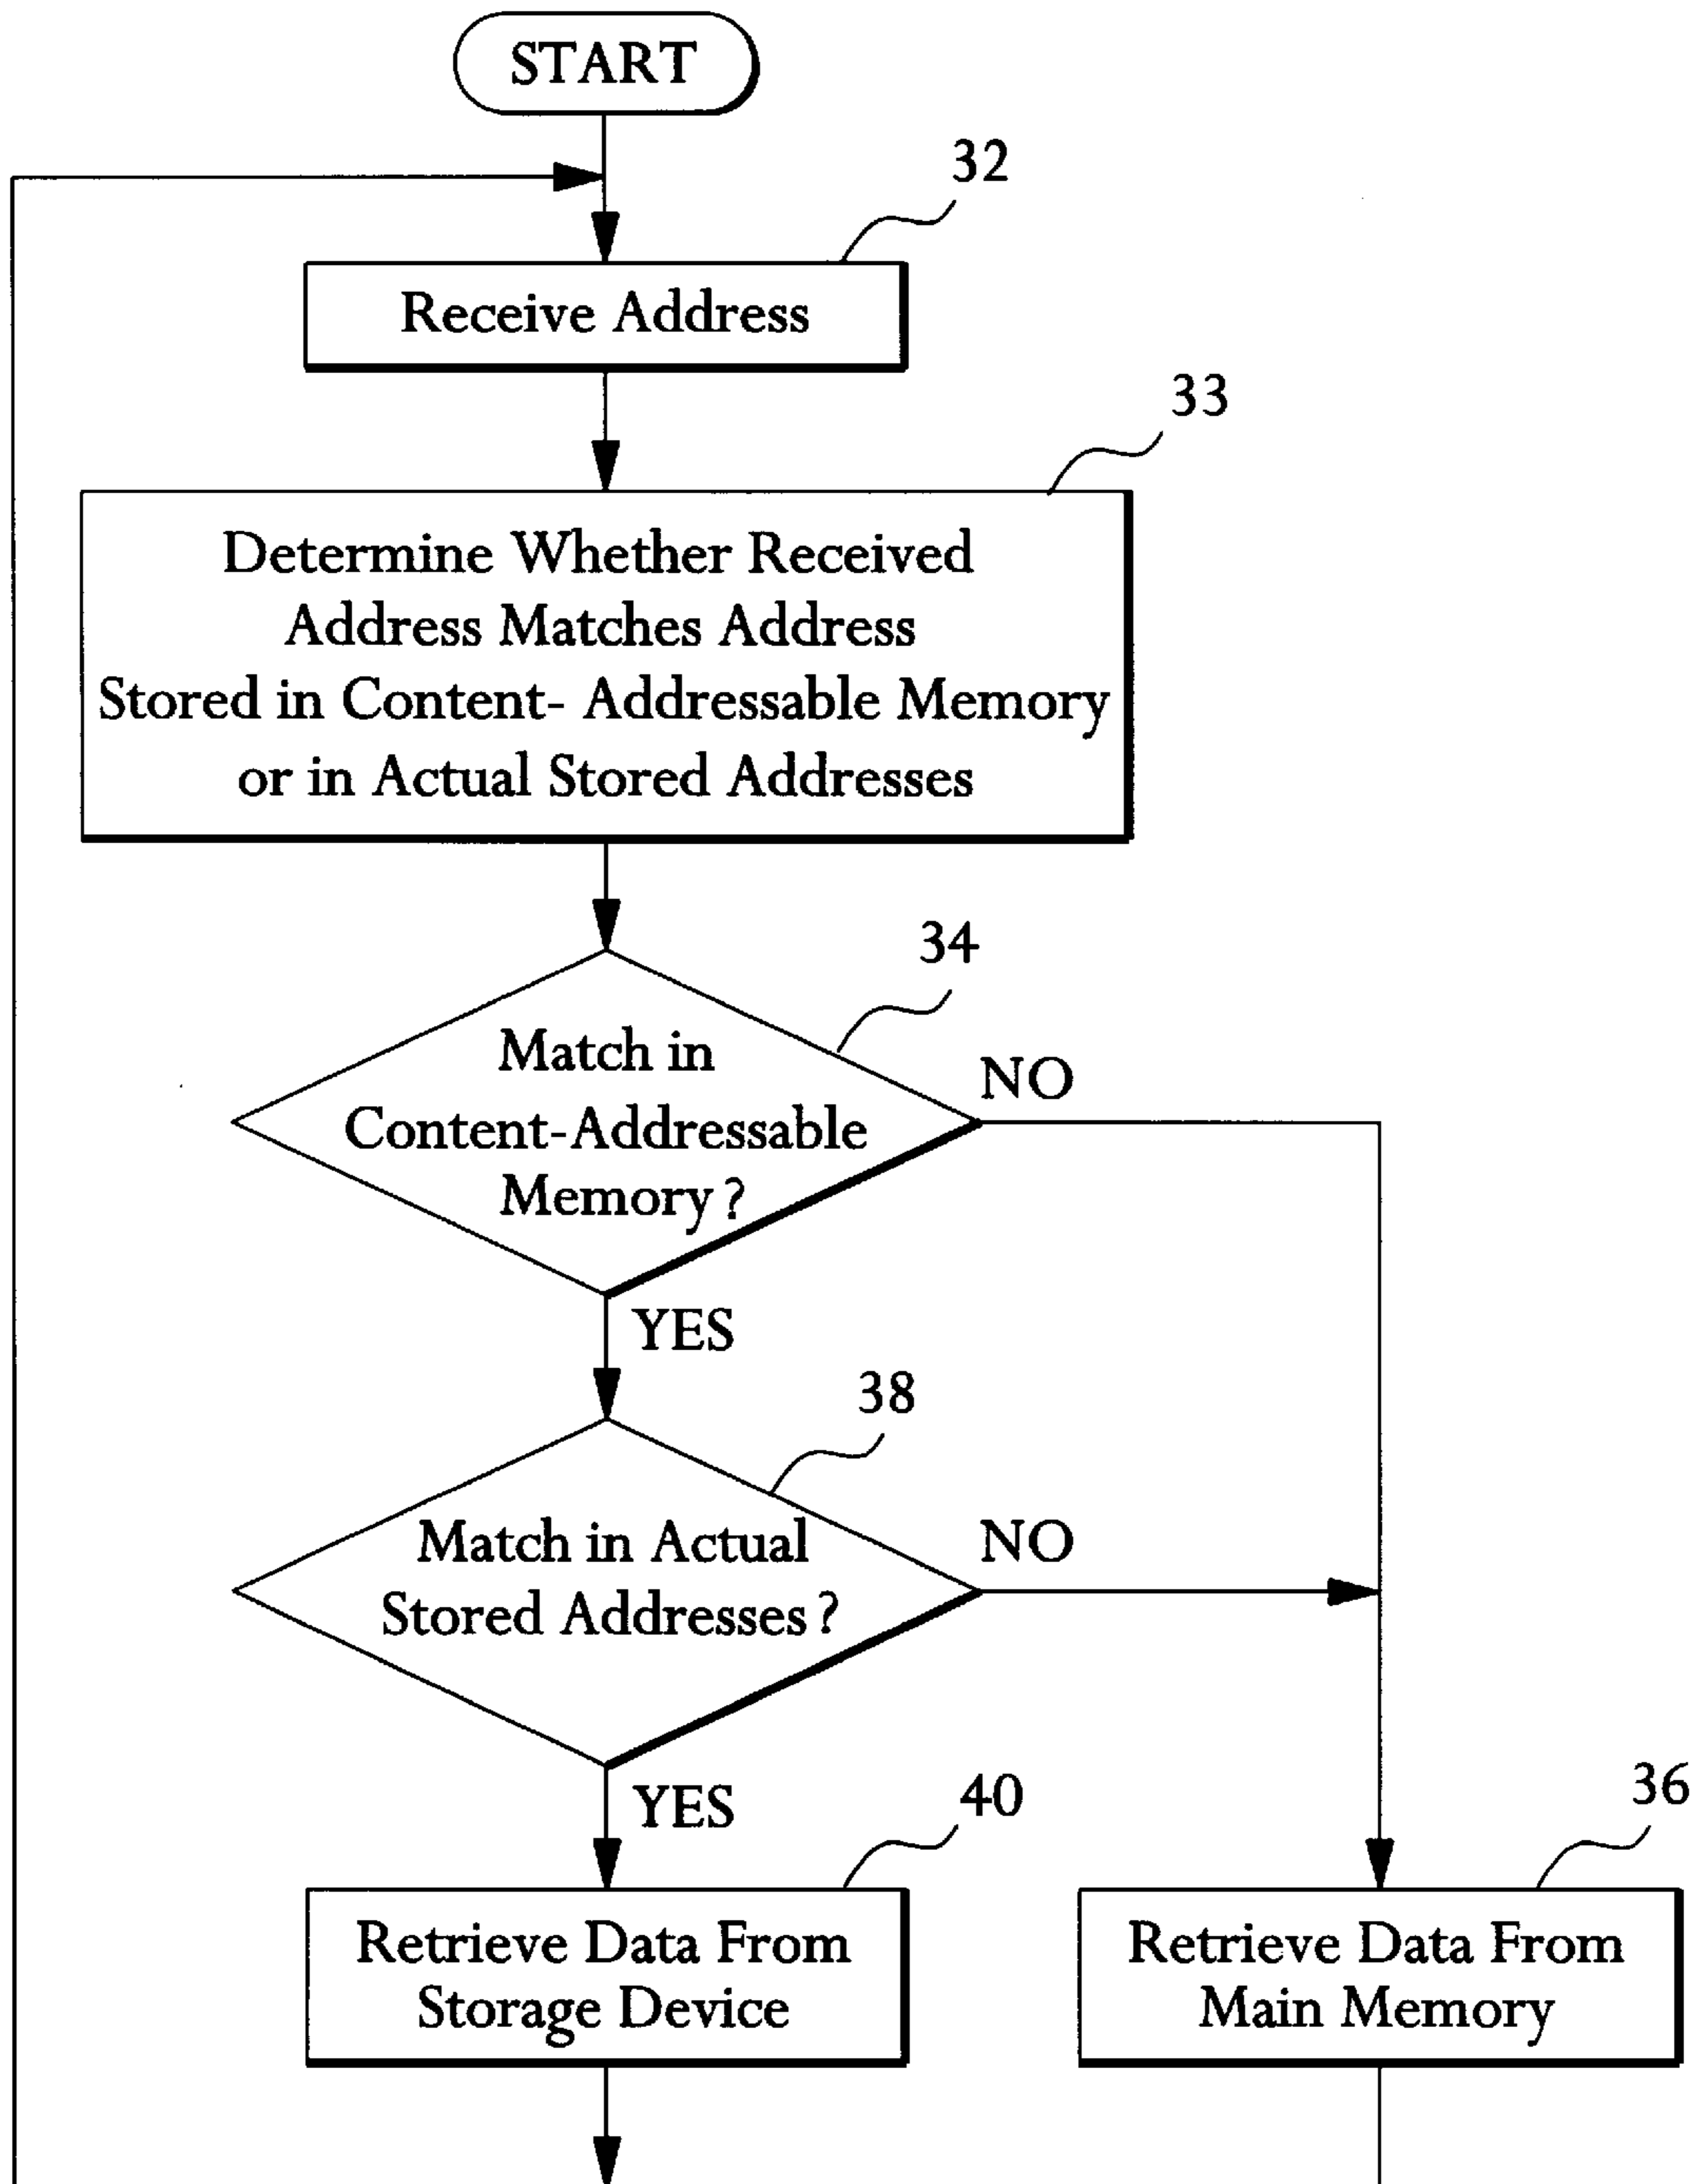 START
32
Receive Address
33
Determine Whether Received
Address Matches Address
Stored in Content- Addressable Memory
or in Actual Stored Addresses
34
Match in
Content-Addressable
Memory?
NO
YES
38
Match in Actual
Stored Addresses?
NO
YES
40
Retrieve Data From
Storage Device
36
Retrieve Data From
Main Memory